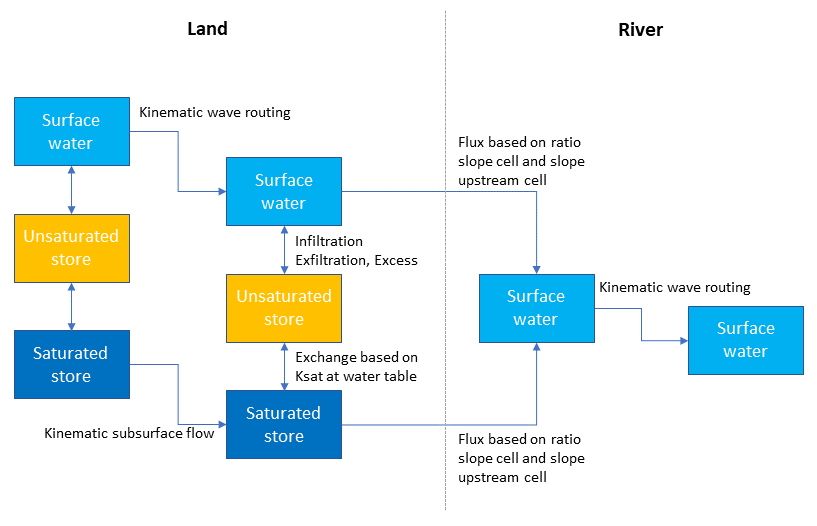 Land
River
Surface
water
Kinematic wave routing
Unsaturated
store
Saturated
store
Kinematic subsurface flow
Surface
water
Infiltration
Exfiltration, Excess
Unsaturated
store
Exchange based on
Ksat at water table
Saturated
store
Flux based on ratio
slope cell and slope
upstream cell
Surface
water
Kinematic wave routing
Surface
water
Flux based on ratio
slope cell and slope
upstream cell